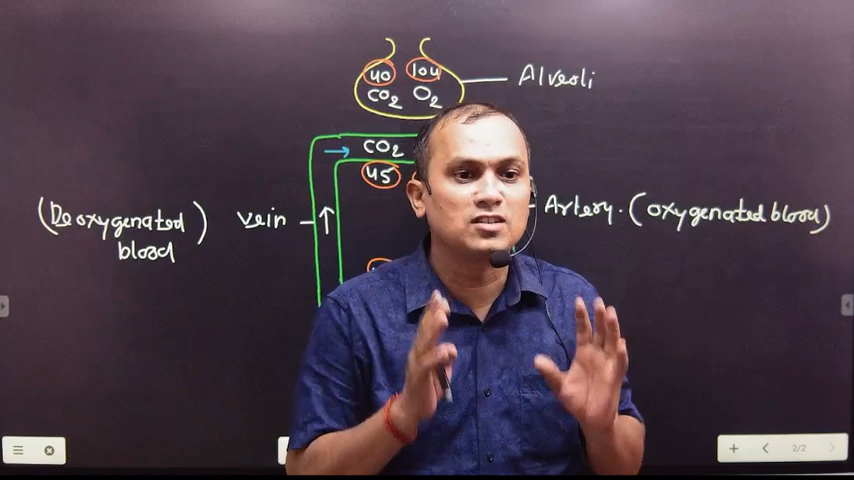 40 104
CO2 O2
Alveoli
CO2
45
(Deoxygenated blood)
vein
Artery. (oxygenated blood)
2/2